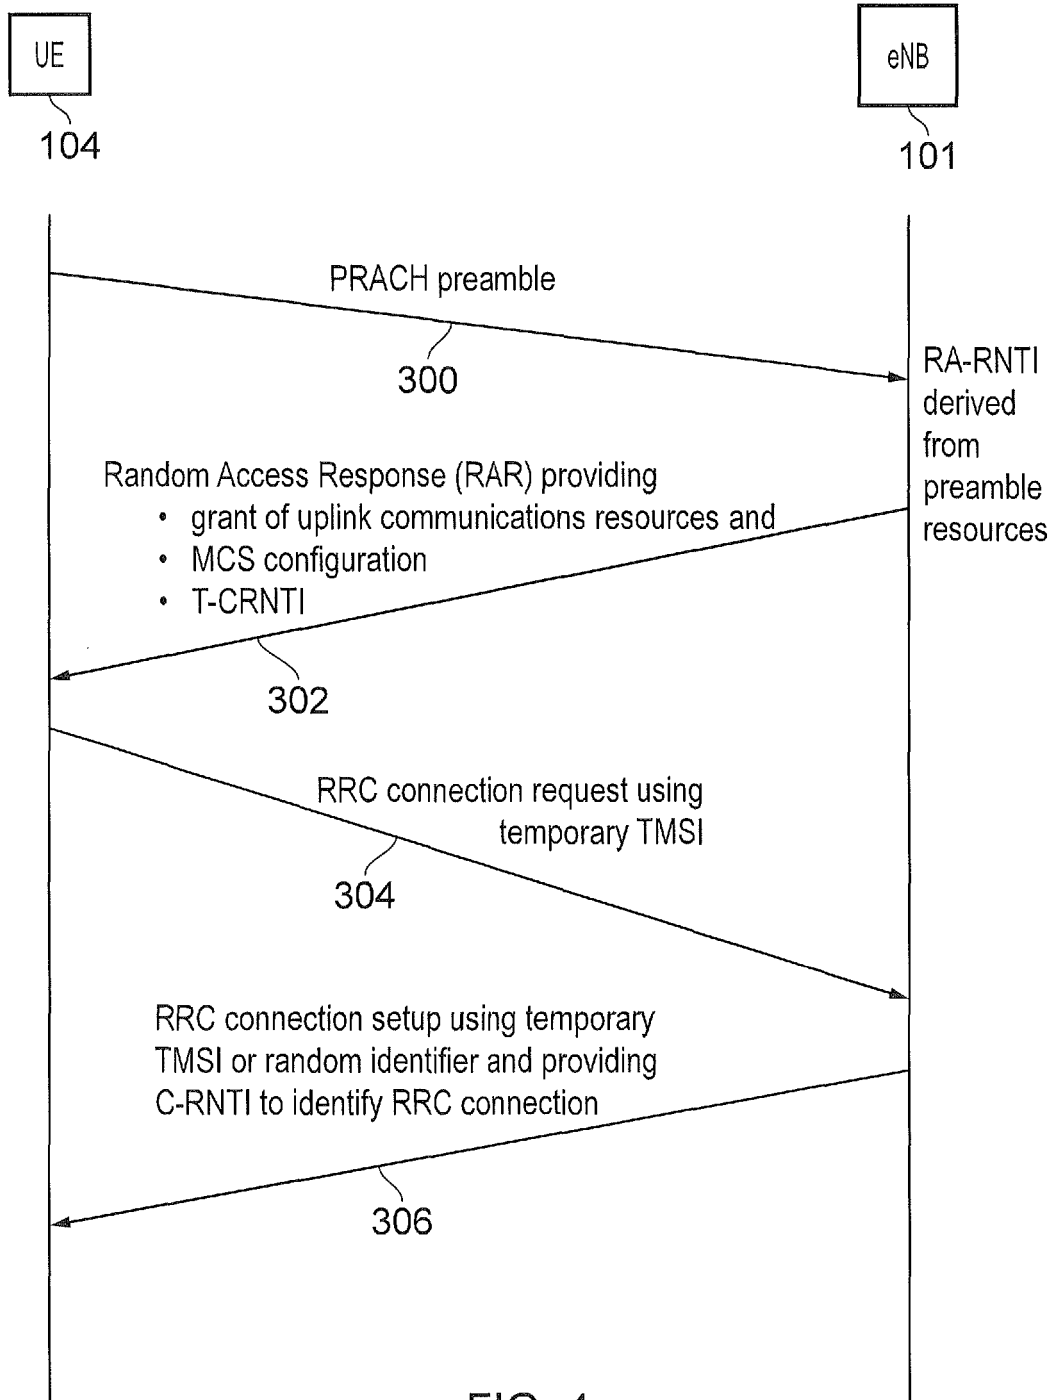 UE
eNB
104
101
PRACH preamble
300
RA-RNTI
derived
from
preamble
resources
Random Access Response (RAR) providing
• grant of uplink communications resources and
• MCS configuration
• T-CRNTI
302
RRC connection request using
temporary TMSI
304
RRC connection setup using temporary
TMSI or random identifier and providing
C-RNTI to identify RRC connection
306